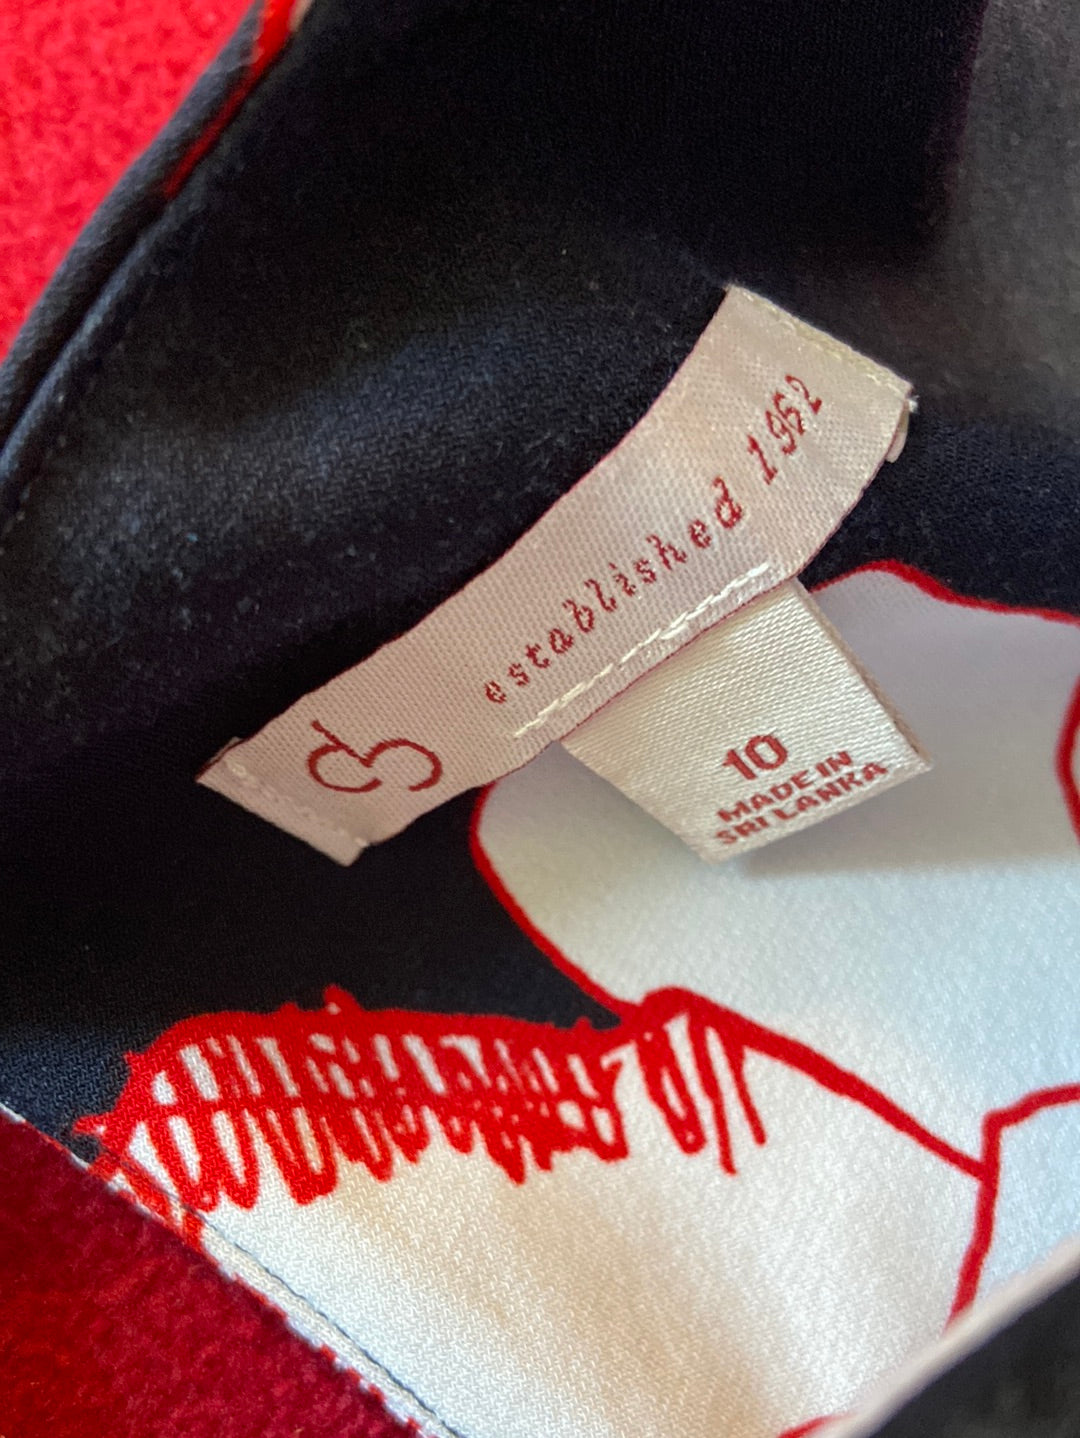 established 1962
10
MADE IN
SRI LANKA